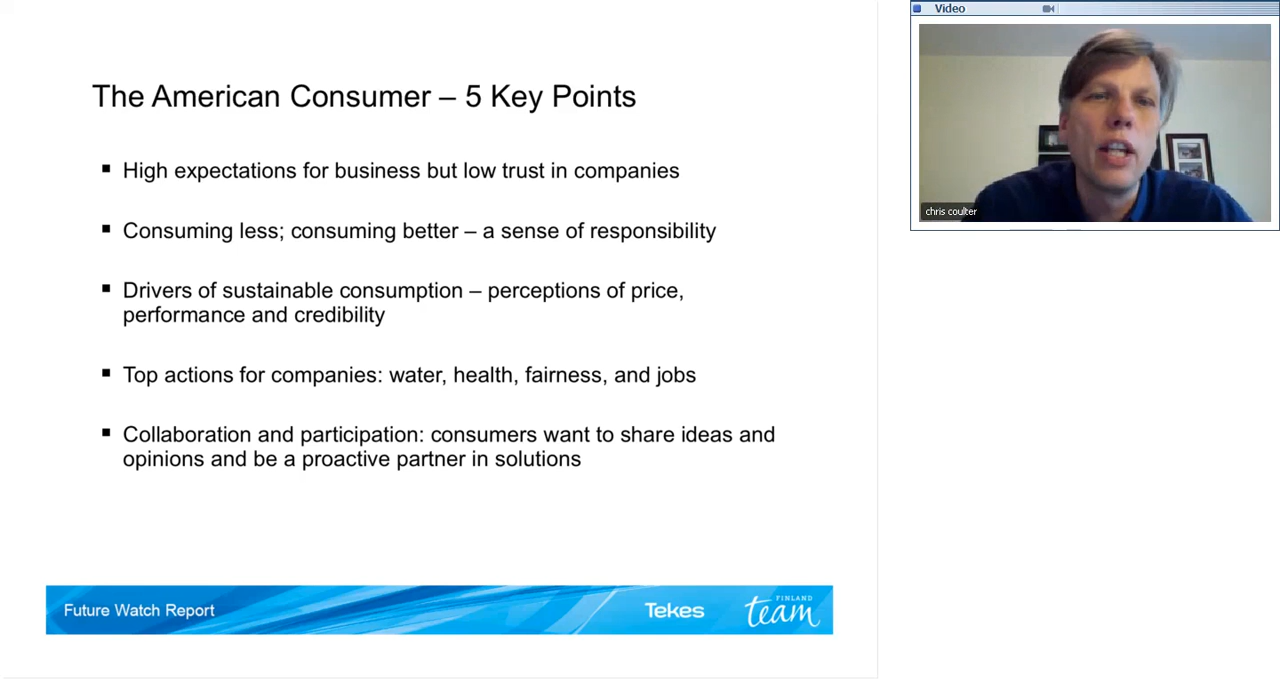 Video
chris coulter
The American Consumer – 5 Key Points
▪ High expectations for business but low trust in companies
▪ Consuming less; consuming better – a sense of responsibility
▪ Drivers of sustainable consumption – perceptions of price,
performance and credibility
▪ Top actions for companies: water, health, fairness, and jobs
▪ Collaboration and participation: consumers want to share ideas and
opinions and be a proactive partner in solutions
Future Watch Report
Tekes
FINLAND
team